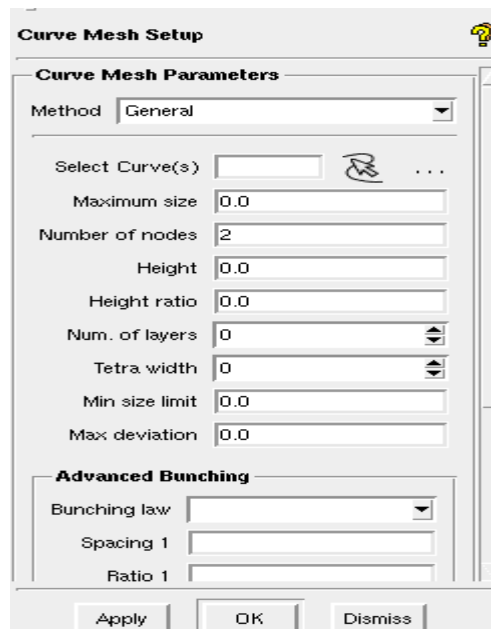 Curve Mesh Setup
Curve Mesh Parameters
Method General
Select Curve(s) ...
Maximum size 0.0
Number of nodes 2
Height 0.0
Height ratio 0.0
Num. of layers 0
Tetra width 0
Min size limit 0.0
Max deviation 0.0
Advanced Bunching
Bunching law
Spacing 1
Ratio 1
Apply OK Dismiss